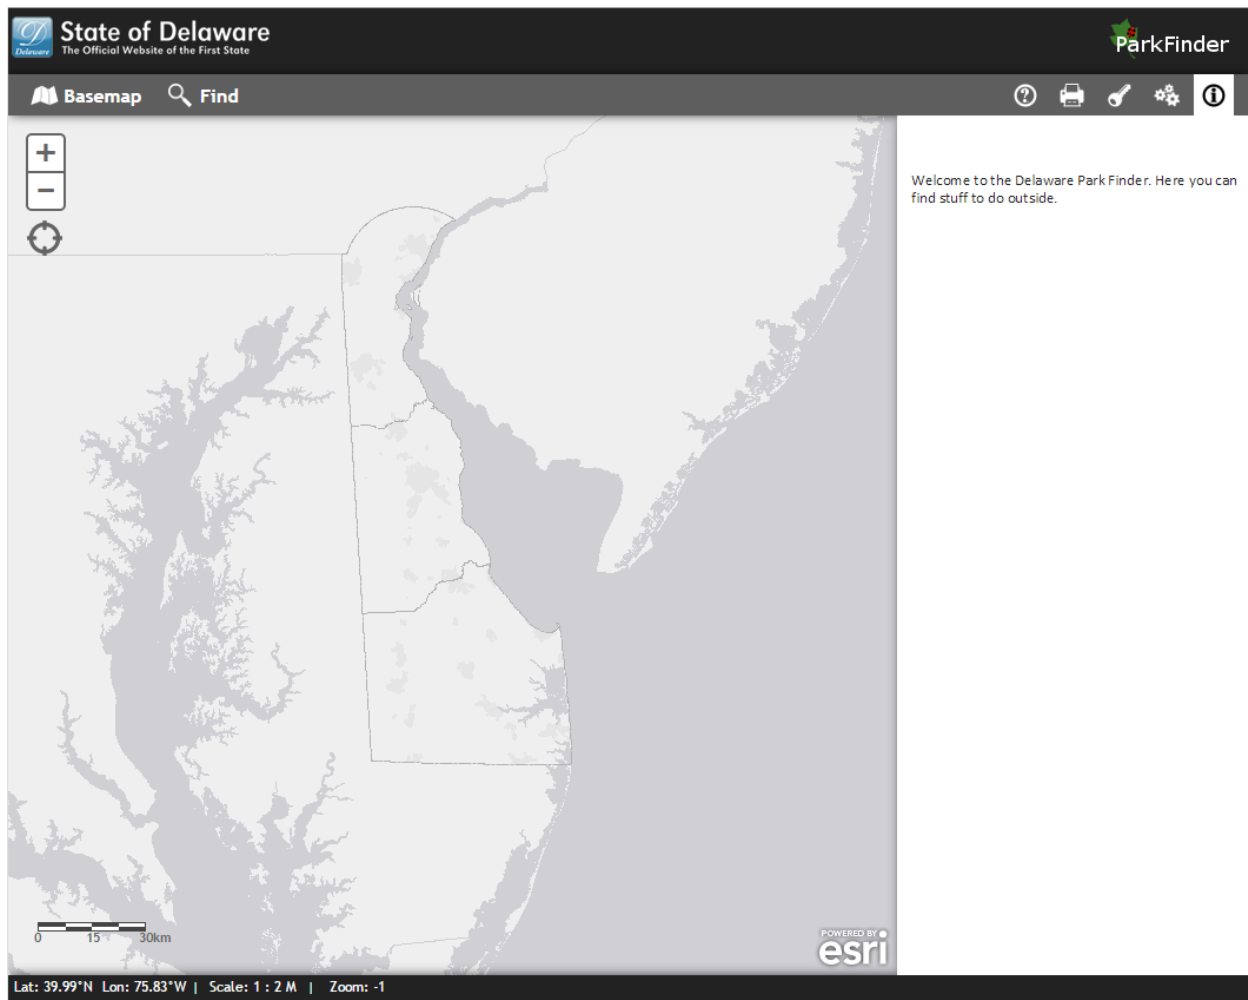 State of Delaware
The Official Website of the First State
Delaware
ParkFinder
Basemap
Find
Welcome to the Delaware Park Finder. Here you can
find stuff to do outside.
0 15 30km
POWERED BY
esri
Lat: 39.99°N Lon: 75.83°W | Scale: 1 : 2 M | Zoom: -1